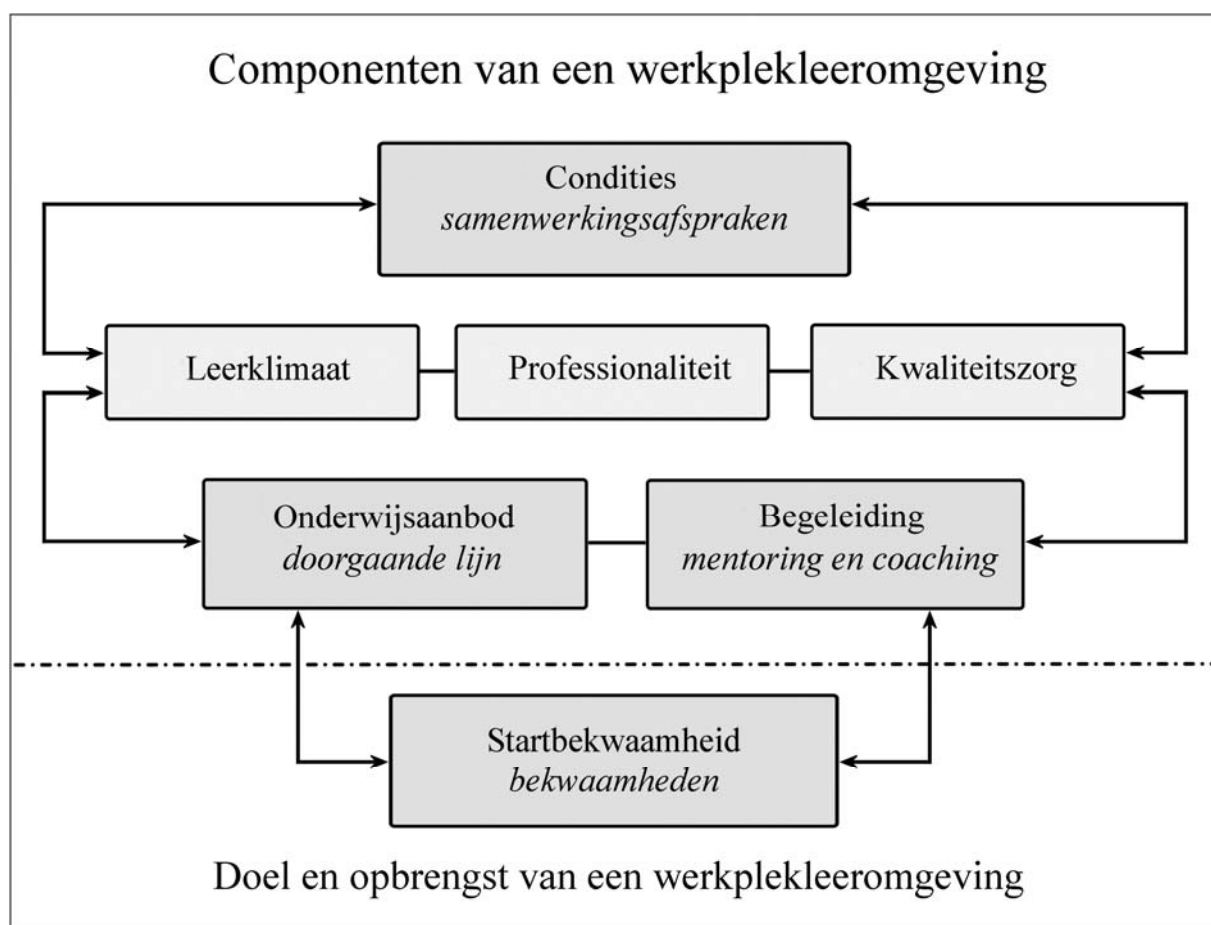 Componenten van een werkplekleeromgeving
Condities
samenwerkingsafspraken
Leerklimaat
Professionaliteit
Kwaliteitszorg
Onderwijsaanbod
doorgaande lijn
Begeleiding
mentoring en coaching
Startbekwaamheid
bekwaamheden
Doel en opbrengst van een werkplekleeromgeving